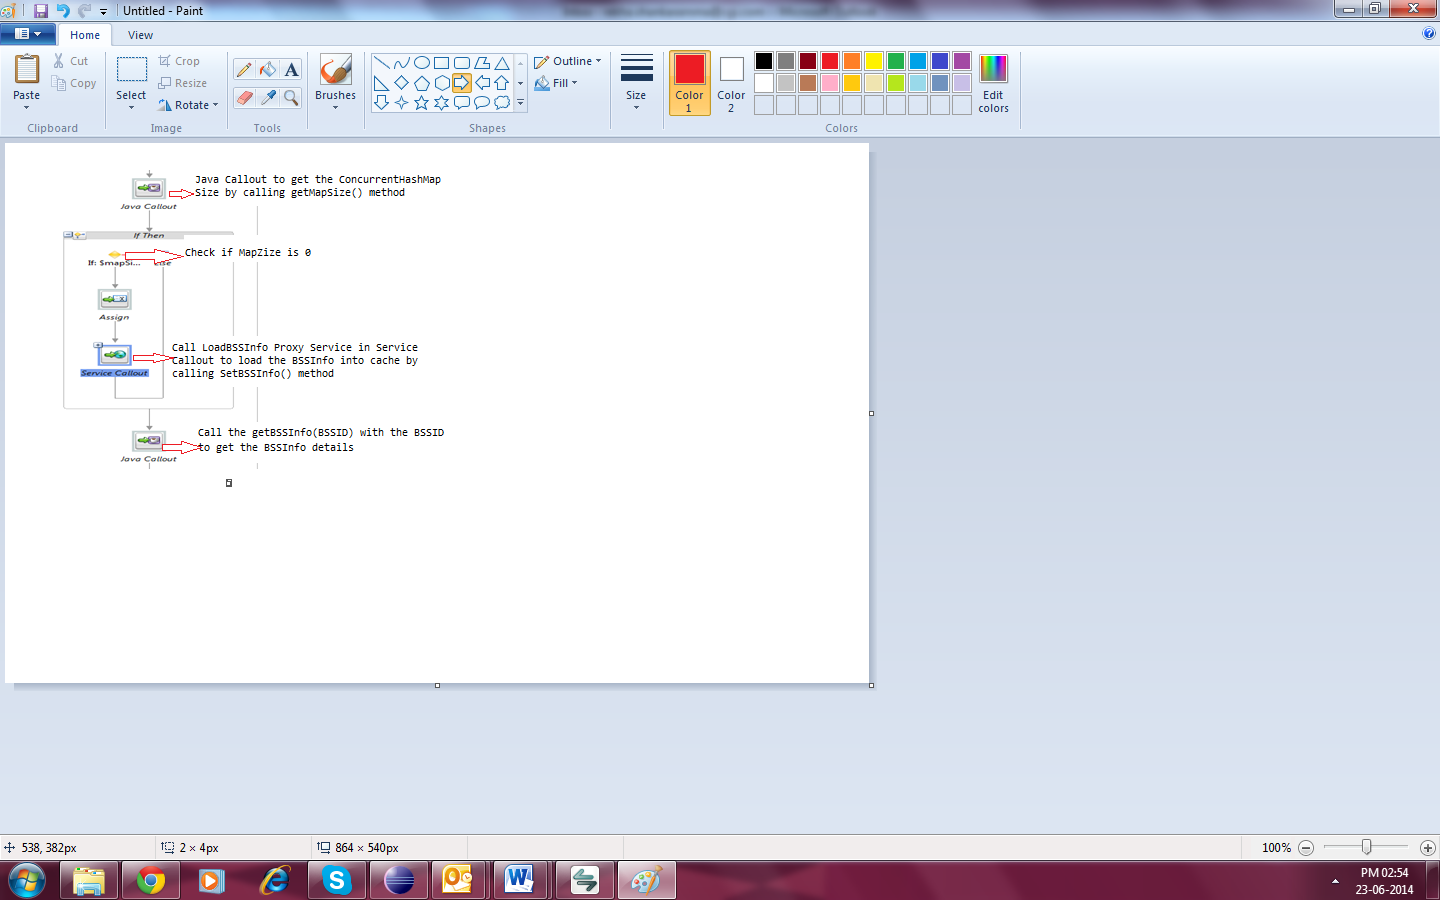 Untitled - Paint
Home
View
Paste
Cut
Copy
Clipboard
Select
Crop
Resize
Rotate
Image
Tools
Brushes
Shapes
Outline
Fill
Size
Color 1
Color 2
Edit colors
Colors
Java Callout to get the ConcurrentHashMap
Size by calling getMapSize() method
Java Callout
If Then
Check if MapZize is 0
If: $mapSi...
Assign
Call LoadBSSInfo Proxy Service in Service
Callout to load the BSSInfo into cache by
calling SetBSSInfo() method
Service Callout
Call the getBSSInfo(BSSID) with the BSSID
to get the BSSInfo details
Java Callout
538, 382px
2 × 4px
864 × 540px
100%
PM 02:54
23-06-2014